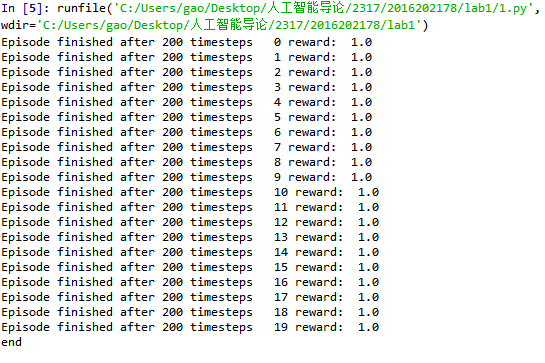 In [5]: runfile('C:/Users/gao/Desktop/人工智能导论/2317/2016202178/lab1/1.py',
wdir='C:/Users/gao/Desktop/人工智能导论/2317/2016202178/lab1')
Episode finished after 200 timesteps   0 reward:  1.0
Episode finished after 200 timesteps   1 reward:  1.0
Episode finished after 200 timesteps   2 reward:  1.0
Episode finished after 200 timesteps   3 reward:  1.0
Episode finished after 200 timesteps   4 reward:  1.0
Episode finished after 200 timesteps   5 reward:  1.0
Episode finished after 200 timesteps   6 reward:  1.0
Episode finished after 200 timesteps   7 reward:  1.0
Episode finished after 200 timesteps   8 reward:  1.0
Episode finished after 200 timesteps   9 reward:  1.0
Episode finished after 200 timesteps   10 reward:  1.0
Episode finished after 200 timesteps   11 reward:  1.0
Episode finished after 200 timesteps   12 reward:  1.0
Episode finished after 200 timesteps   13 reward:  1.0
Episode finished after 200 timesteps   14 reward:  1.0
Episode finished after 200 timesteps   15 reward:  1.0
Episode finished after 200 timesteps   16 reward:  1.0
Episode finished after 200 timesteps   17 reward:  1.0
Episode finished after 200 timesteps   18 reward:  1.0
Episode finished after 200 timesteps   19 reward:  1.0
end